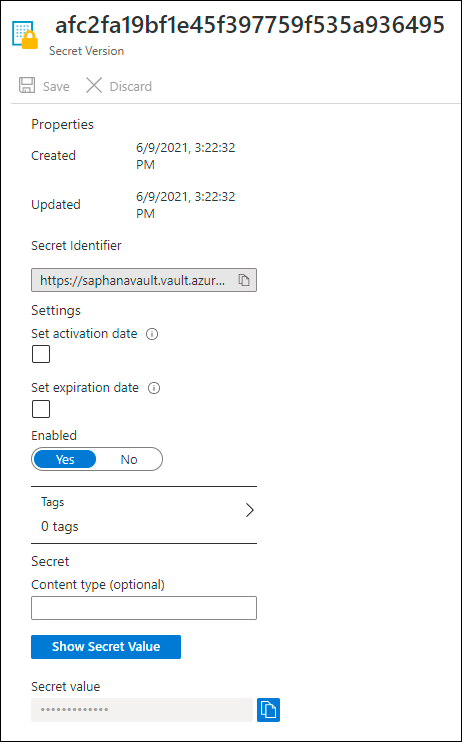 afc2fa19bf1e45f397759f535a936495
Secret Version
Save Discard
Properties
Created 6/9/2021, 3:22:32
PM
Updated 6/9/2021, 3:22:32
PM
Secret Identifier
https://saphanavault.vault.azur...
Settings
Set activation date
Set expiration date
Enabled
Yes No
Tags
0 tags
Secret
Content type (optional)
Show Secret Value
Secret value
•••••••••••••